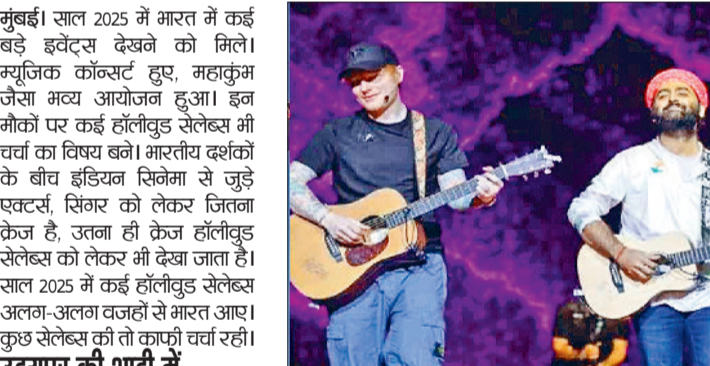 मुंबई। साल 2025 में भारत में कई
बड़े इवेंट्स देखने को मिले।
म्यूजिक कॉन्सर्ट हुए, महाकुंभ
जैसा भव्य आयोजन हुआ। इन
मौकों पर कई हॉलीवुड सेलेब्स भी
चर्चा का विषय बने। भारतीय दर्शकों
के बीच इंडियन सिनेमा से जुड़े
एक्टर्स, सिंगर को लेकर जितना
क्रेज है, उतना ही क्रेज हॉलीवुड
सेलेब्स को लेकर भी देखा जाता है।
साल 2025 में कई हॉलीवुड सेलेब्स
अलग-अलग वजहों से भारत आए।
कुछ सेलेब्स की तो काफी चर्चा रही।
उदयपुर की शादी में